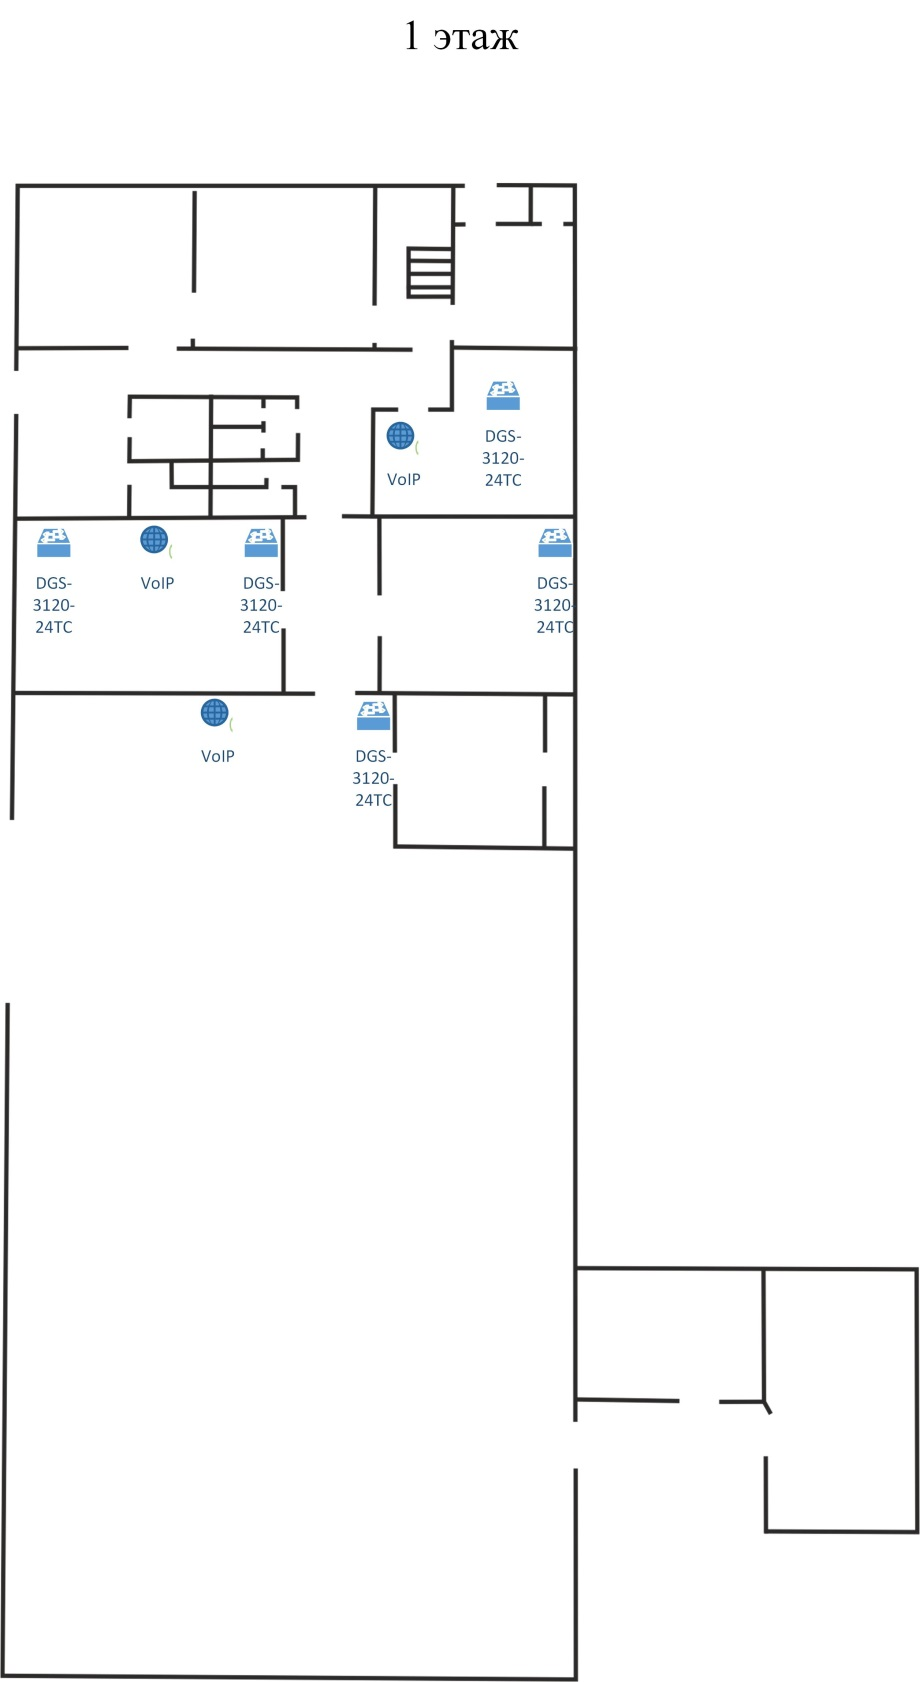 1 этаж
VoIP
DGS-
3120-
24TC
DGS-
3120-
24TC
VoIP
DGS-
3120-
24TC
DGS-
3120-
24TC
VoIP
DGS-
3120-
24TC